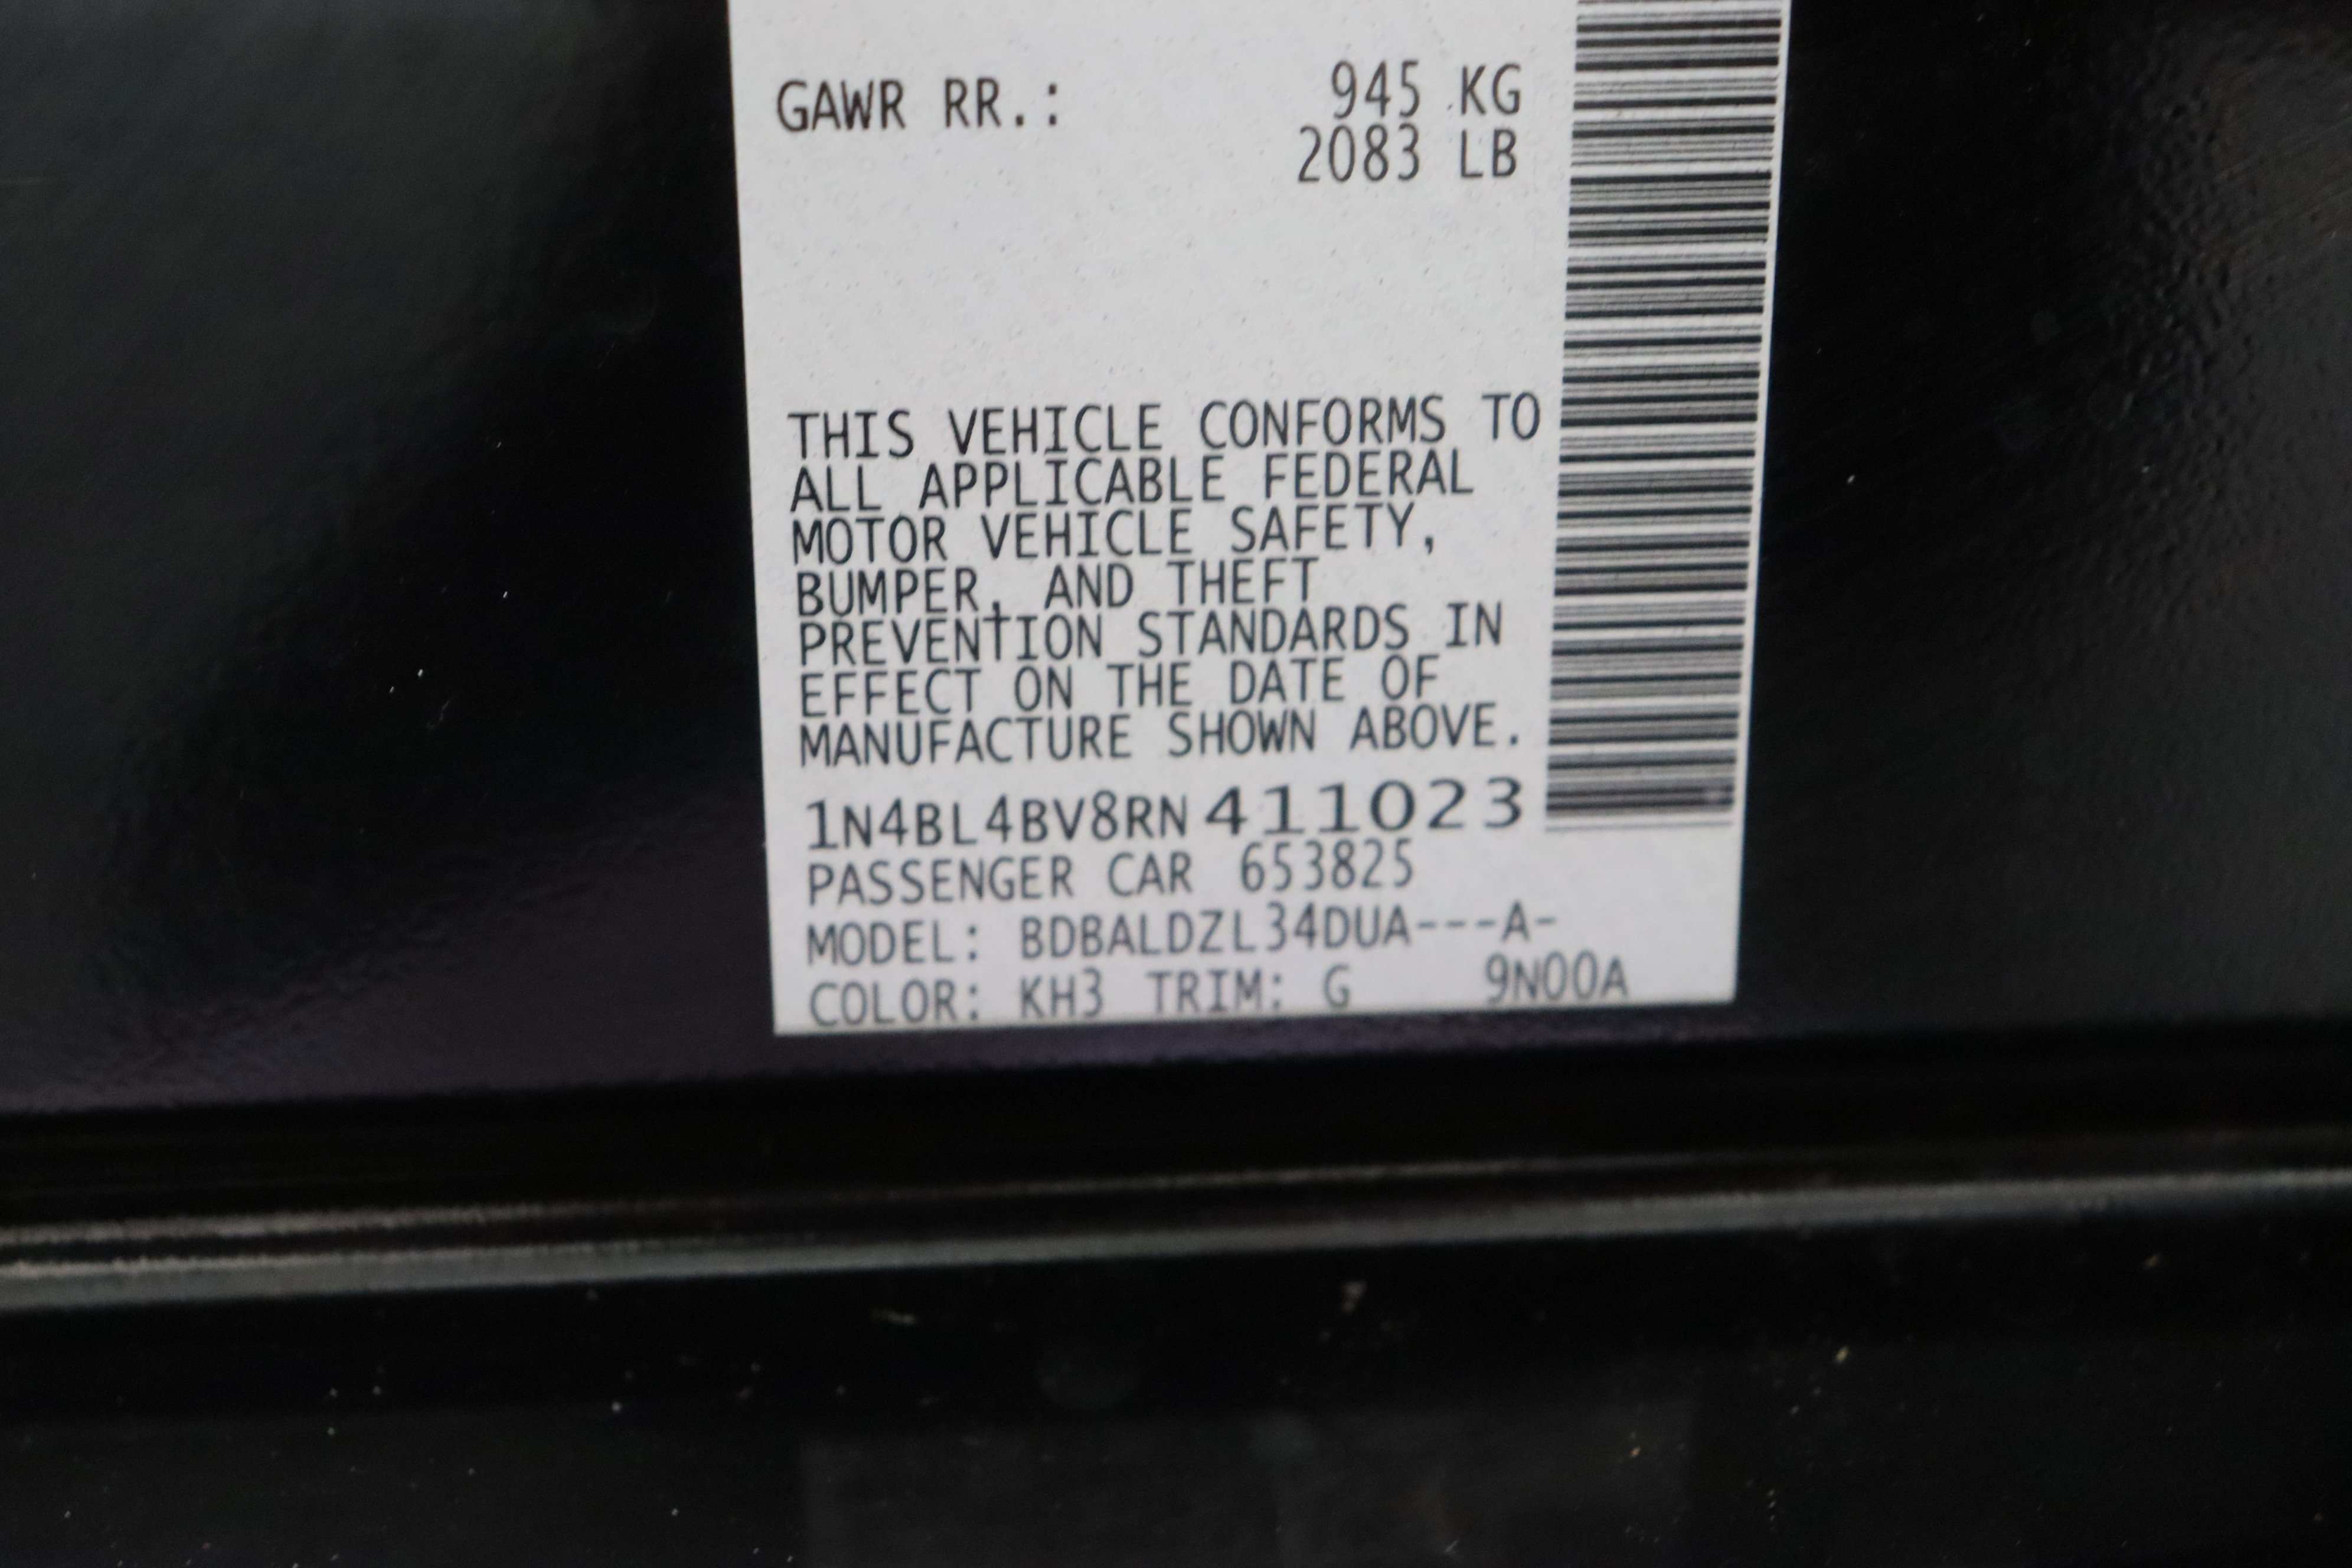 GAWR RR.: 945 KG
2083 LB
THIS VEHICLE CONFORMS TO
ALL APPLICABLE FEDERAL
MOTOR VEHICLE SAFETY,
BUMPER, AND THEFT
PREVENTION STANDARDS IN
EFFECT ON THE DATE OF
MANUFACTURE SHOWN ABOVE.
1N4BL4BV8RN411023
PASSENGER CAR 653825
MODEL: BDBALDZL34DUA---A-
COLOR: KH3 TRIM: G 9N00A